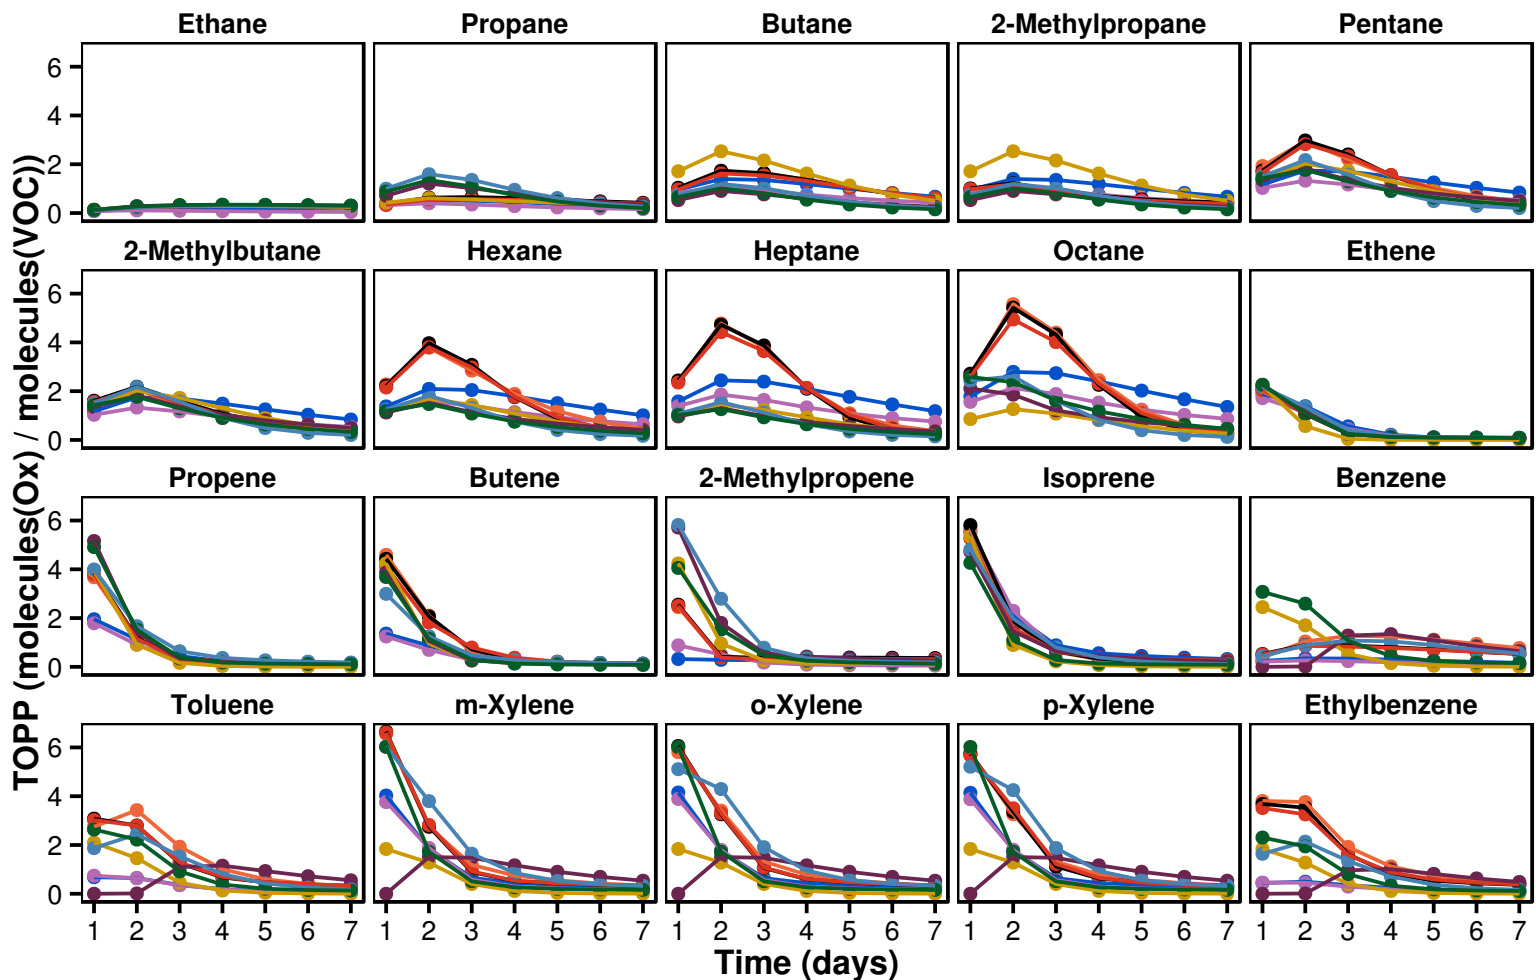 Ethane Propane Butane 2-Methylpropane Pentane
6
4
2
0
2-Methylbutane Hexane Heptane Octane Ethene
6
4
2
0
Propene Butene 2-Methylpropene Isoprene Benzene
6
4
2
0
Toluene m-Xylene o-Xylene p-Xylene Ethylbenzene
6
4
2
0
1 2 3 4 5 6 7 1 2 3 4 5 6 7 1 2 3 4 5 6 7 1 2 3 4 5 6 7 1 2 3 4 5 6 7
Time (days)
TOPP (molecules(Ox) / molecules(VOC))